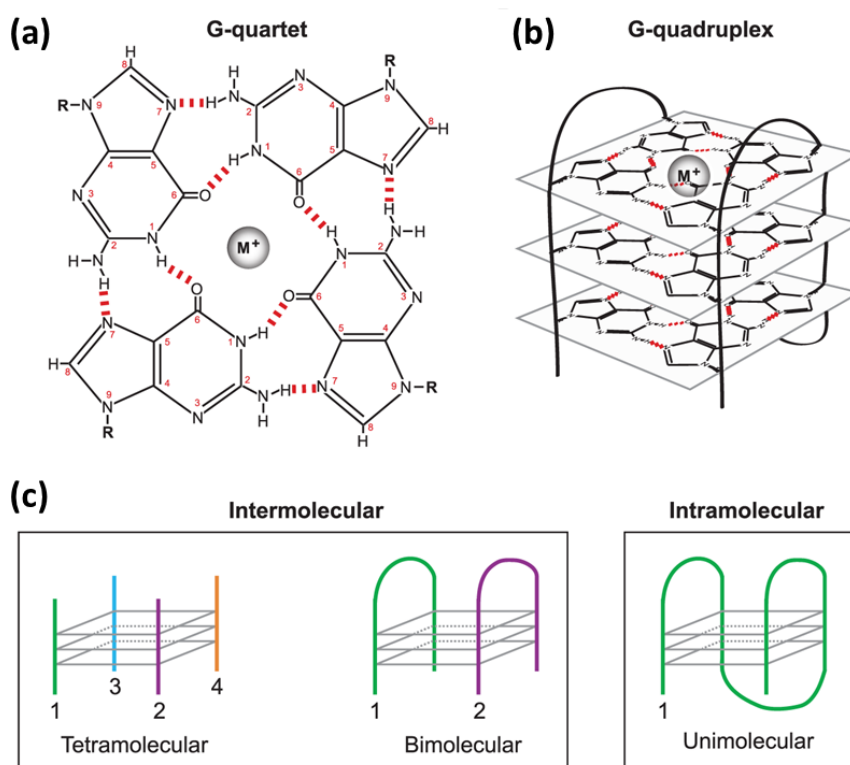 (a)
G-quartet
H
8
R
9
N
7
N
H
H
N
2
N
3
4
R
N
9
8
H
5
N
7
4
5
H
N
1
6
O
6
O
N
3
2
1
N
H
H
N
H
M+
H
H
N
2
N
1
N
3
6
O
O
6
5
4
H
8
N
7
5
4
6
1
N
H
2
N
H
H
N
3
N
9
R
N
7
N
9
R
8
H
(b)
G-quadruplex
M+
(c)
Intermolecular
Intramolecular
1
3
2
4
Tetramolecular
1
2
Bimolecular
1
Unimolecular